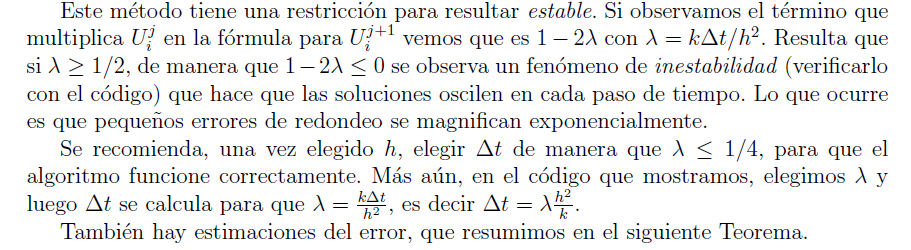 Este método tiene una restricción para resultar estable. Si observamos el término que
multiplica $U_i^j$ en la fórmula para $U_i^{j+1}$ vemos que es $1 - 2\lambda$ con $\lambda = k\Delta t/h^2$. Resulta que
si $\lambda \geq 1/2$, de manera que $1 - 2\lambda \leq 0$ se observa un fenómeno de inestabilidad (verificarlo
con el código) que hace que las soluciones oscilen en cada paso de tiempo. Lo que ocurre
es que pequeños errores de redondeo se magnifican exponencialmente.
Se recomienda, una vez elegido $h$, elegir $\Delta t$ de manera que $\lambda \leq 1/4$, para que el
algoritmo funcione correctamente. Más aún, en el código que mostramos, elegimos $\lambda$ y
luego $\Delta t$ se calcula para que $\lambda = \frac{k\Delta t}{h^2}$, es decir $\Delta t = \lambda\frac{h^2}{k}$.
También hay estimaciones del error, que resumimos en el siguiente Teorema.